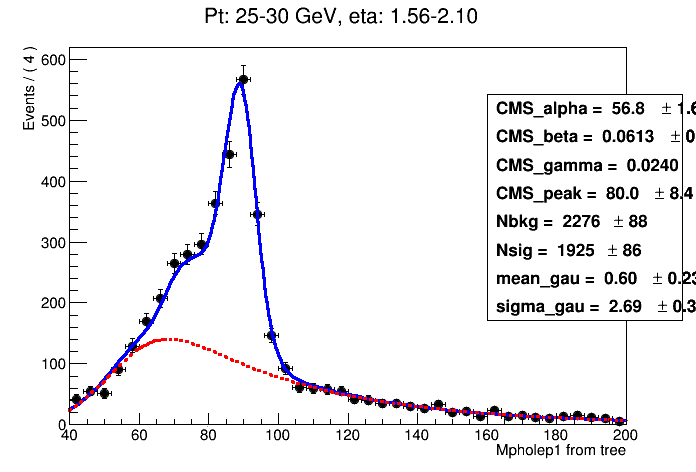 Pt: 25-30 GeV, eta: 1.56-2.10
Events / ( 4 )
600
500
400
300
200
100
0
40 60 80 100 120 140 160 180 200
Mpholep1 from tree
CMS_alpha = 56.8 ± 1.6
CMS_beta = 0.0613 ± 0
CMS_gamma = 0.0240
CMS_peak = 80.0 ± 8.4
Nbkg = 2276 ± 88
Nsig = 1925 ± 86
mean_gau = 0.60 ± 0.23
sigma_gau = 2.69 ± 0.3